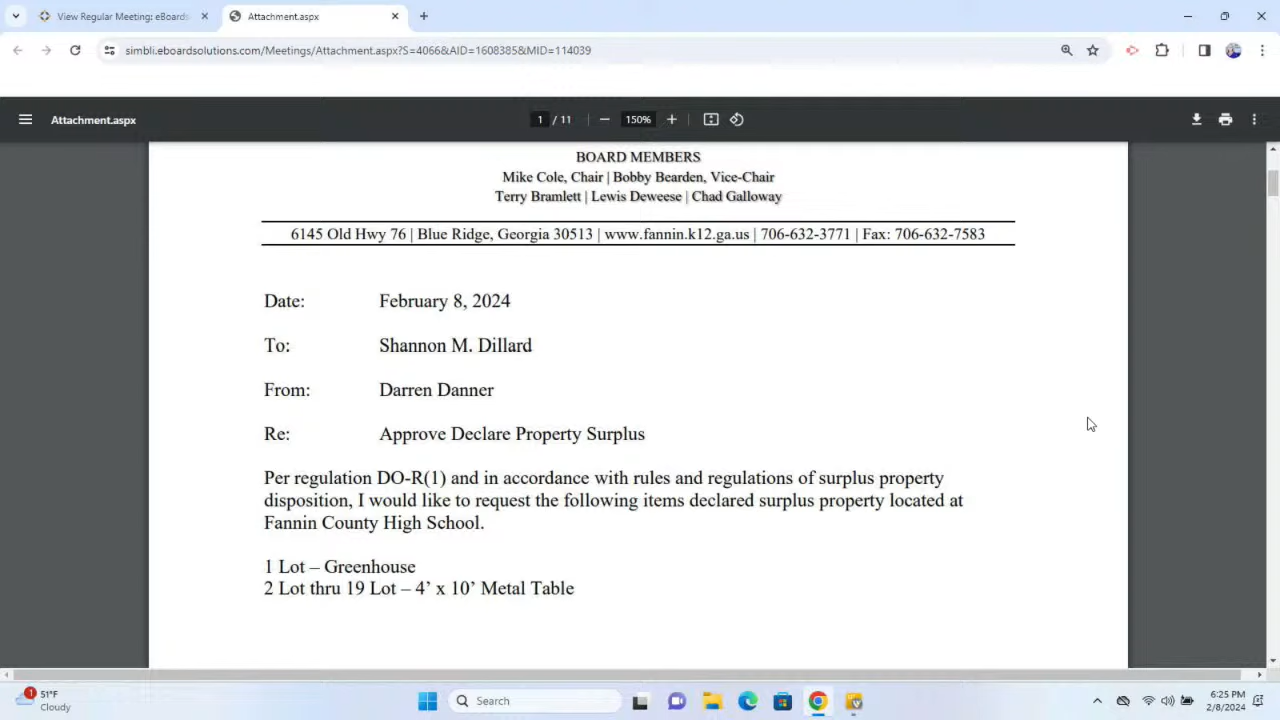 View Regular Meeting: eBoards
Attachment.aspx
simbli.eboardsolutions.com/Meetings/Attachment.aspx?S=4066&AID=1608385&MID=114039
Attachment.aspx
1 / 11
150%
BOARD MEMBERS
Mike Cole, Chair | Bobby Bearden, Vice-Chair
Terry Bramlett | Lewis Deweese | Chad Galloway
6145 Old Hwy 76 | Blue Ridge, Georgia 30513 | www.fannin.k12.ga.us | 706-632-3771 | Fax: 706-632-7583
Date: February 8, 2024
To: Shannon M. Dillard
From: Darren Danner
Re: Approve Declare Property Surplus
Per regulation DO-R(1) and in accordance with rules and regulations of surplus property
disposition, I would like to request the following items declared surplus property located at
Fannin County High School.
1 Lot – Greenhouse
2 Lot thru 19 Lot – 4’ x 10’ Metal Table
1
51°F
Cloudy
Search
6:25 PM
2/8/2024